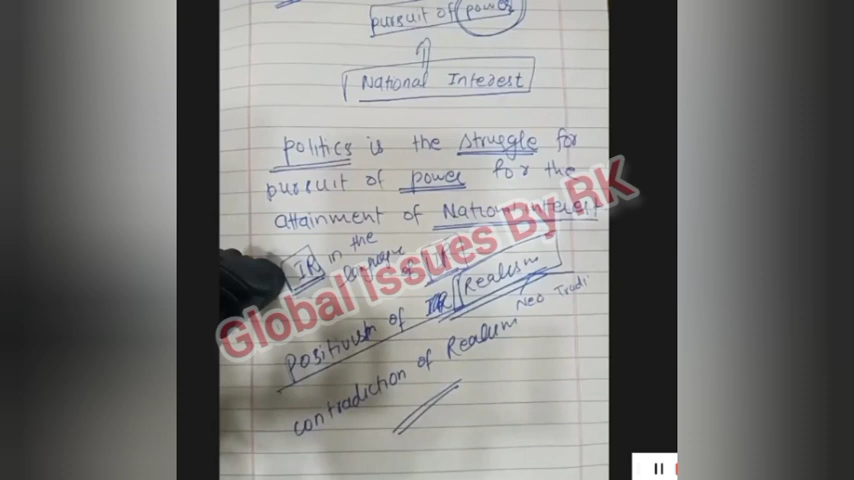 pursuit of power
National Interest
politics is the struggle for
pursuit of power for the
attainment of National interest
IR in the
language of
Realism
positivism of IR
Neo Tradi
contradiction of Realism
Global Issues By RK